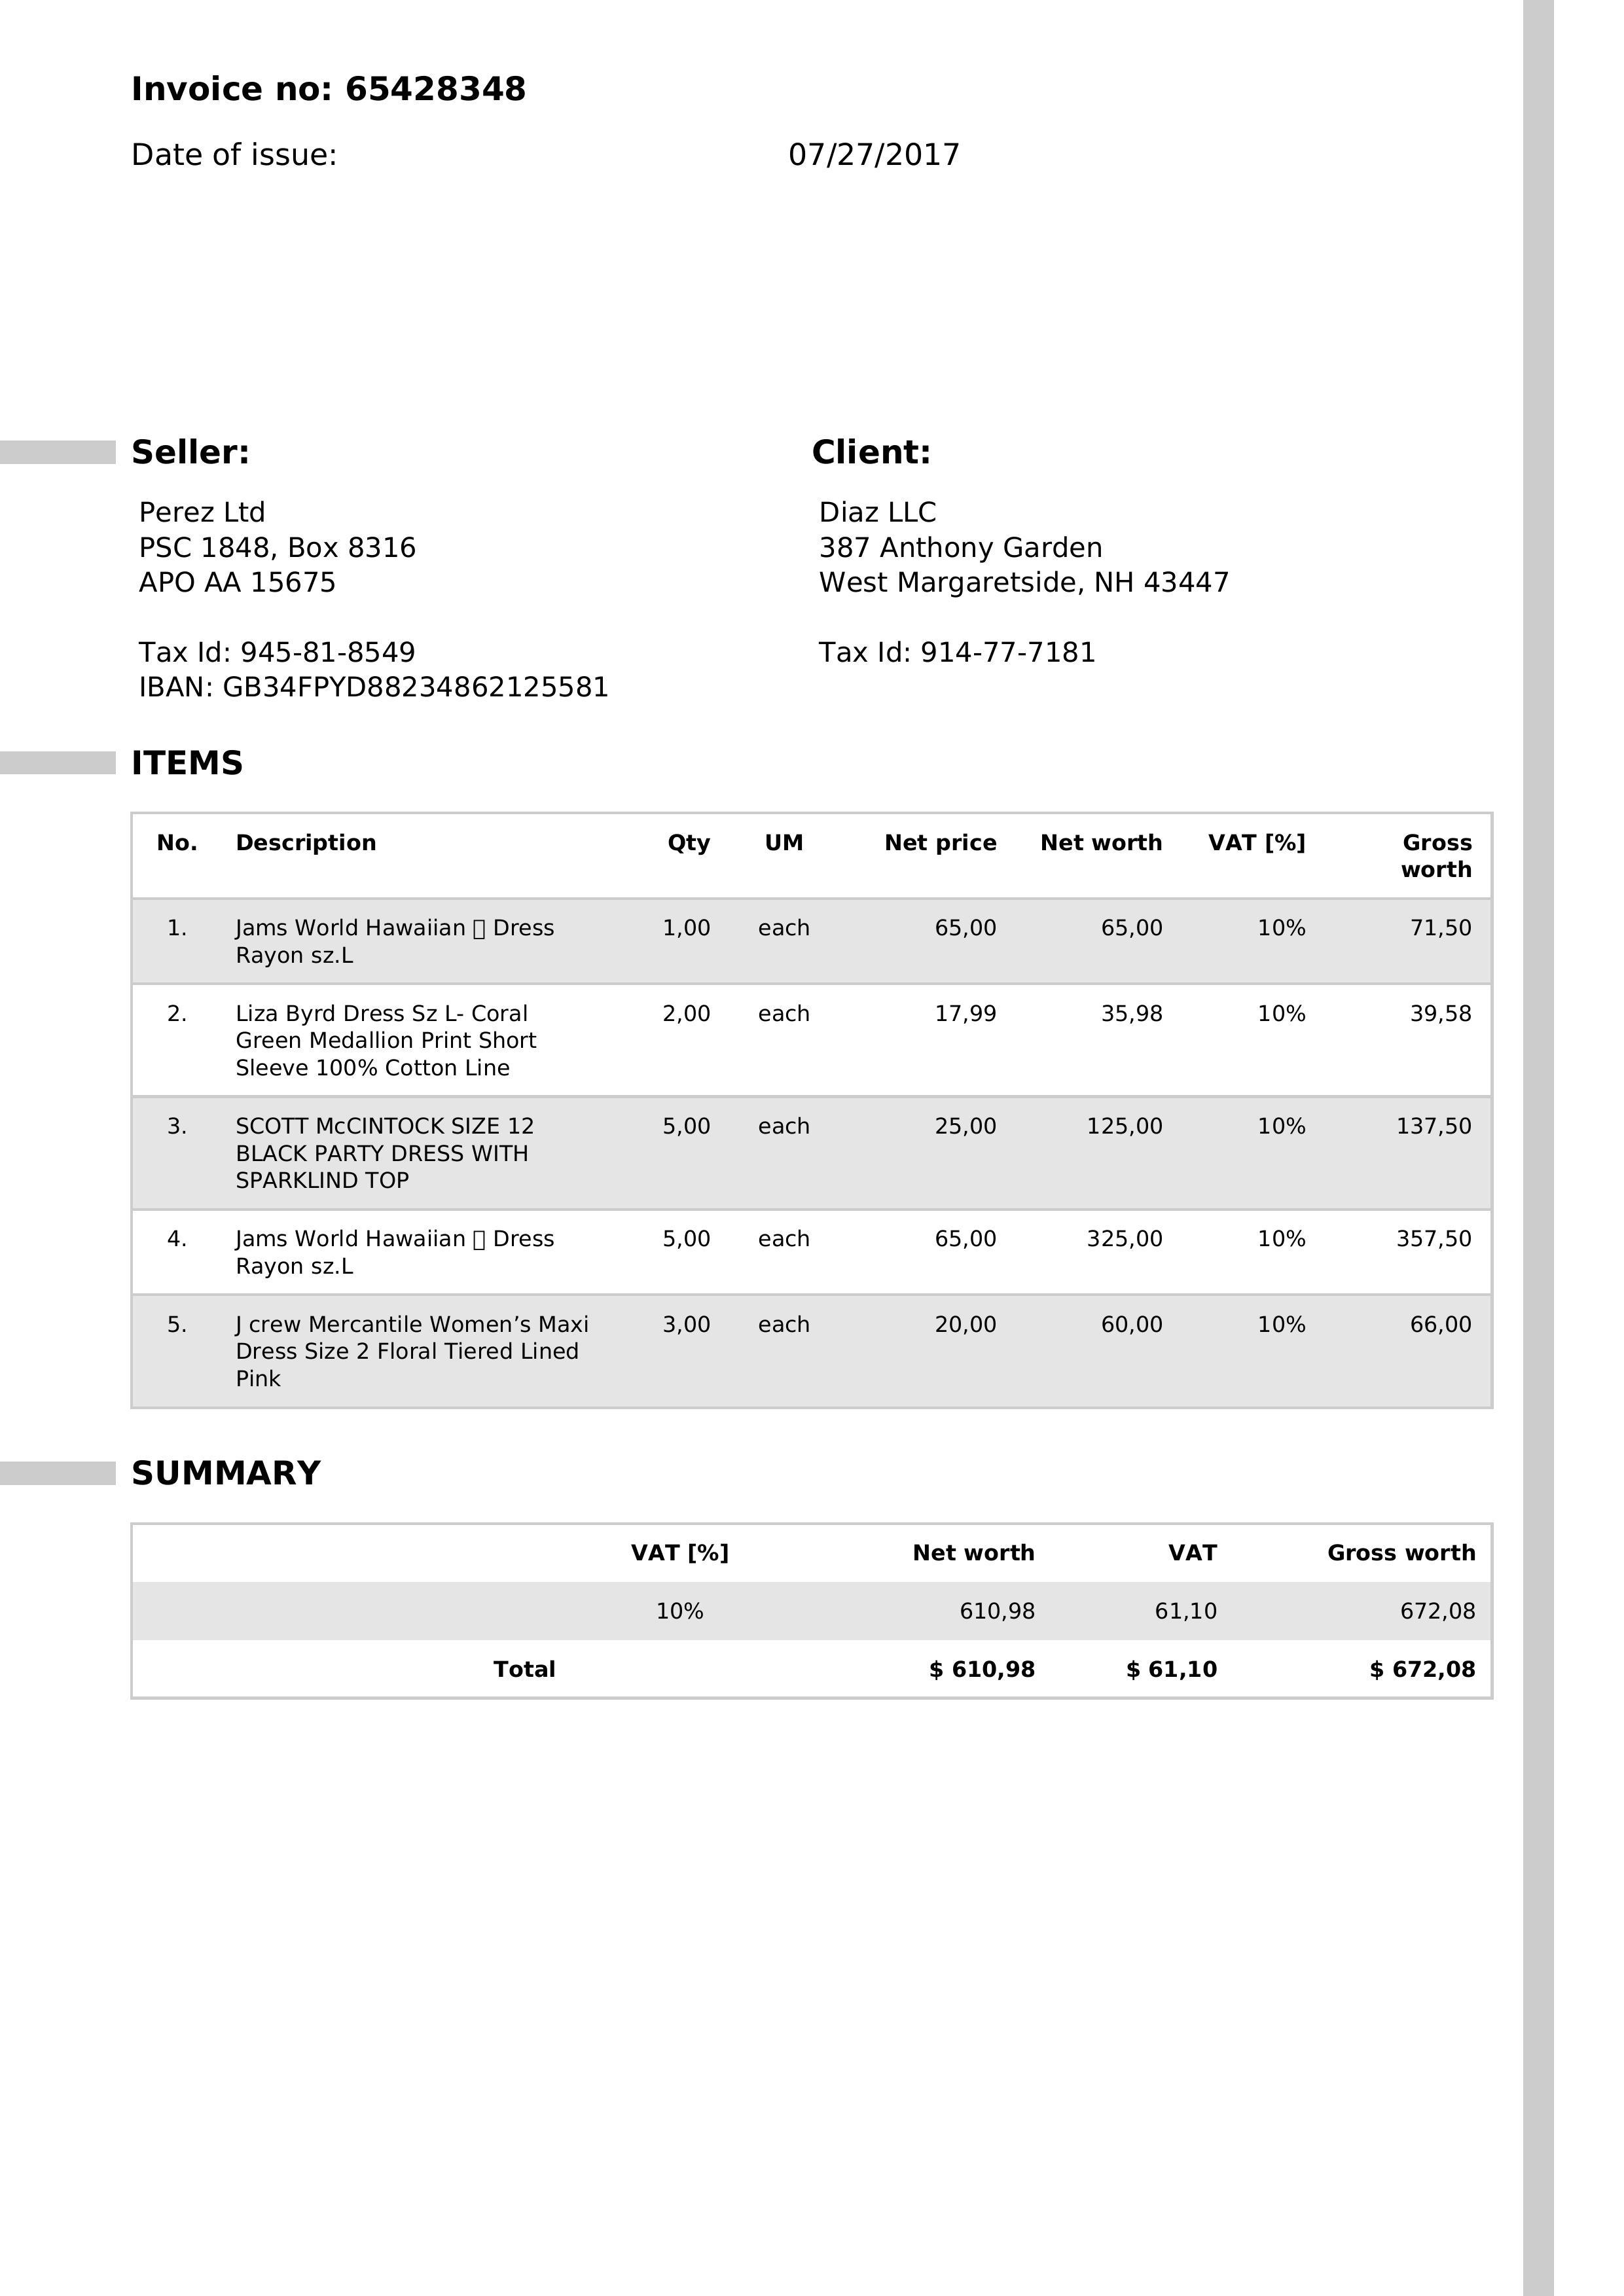 Invoice no: 65428348
Date of issue: 07/27/2017
Seller:
Perez Ltd
PSC 1848, Box 8316
APO AA 15675
Tax Id: 945-81-8549
IBAN: GB34FPYD88234862125581
Client:
Diaz LLC
387 Anthony Garden
West Margaretside, NH 43447
Tax Id: 914-77-7181
ITEMS
No. Description Qty UM Net price Net worth VAT [%] Gross
worth
1. Jams World Hawaiian ▯ Dress 1,00 each 65,00 65,00 10% 71,50
Rayon sz.L
2. Liza Byrd Dress Sz L- Coral 2,00 each 17,99 35,98 10% 39,58
Green Medallion Print Short
Sleeve 100% Cotton Line
3. SCOTT McCINTOCK SIZE 12 5,00 each 25,00 125,00 10% 137,50
BLACK PARTY DRESS WITH
SPARKLIND TOP
4. Jams World Hawaiian ▯ Dress 5,00 each 65,00 325,00 10% 357,50
Rayon sz.L
5. J crew Mercantile Women’s Maxi 3,00 each 20,00 60,00 10% 66,00
Dress Size 2 Floral Tiered Lined
Pink
SUMMARY
VAT [%] Net worth VAT Gross worth
10% 610,98 61,10 672,08
Total $ 610,98 $ 61,10 $ 672,08